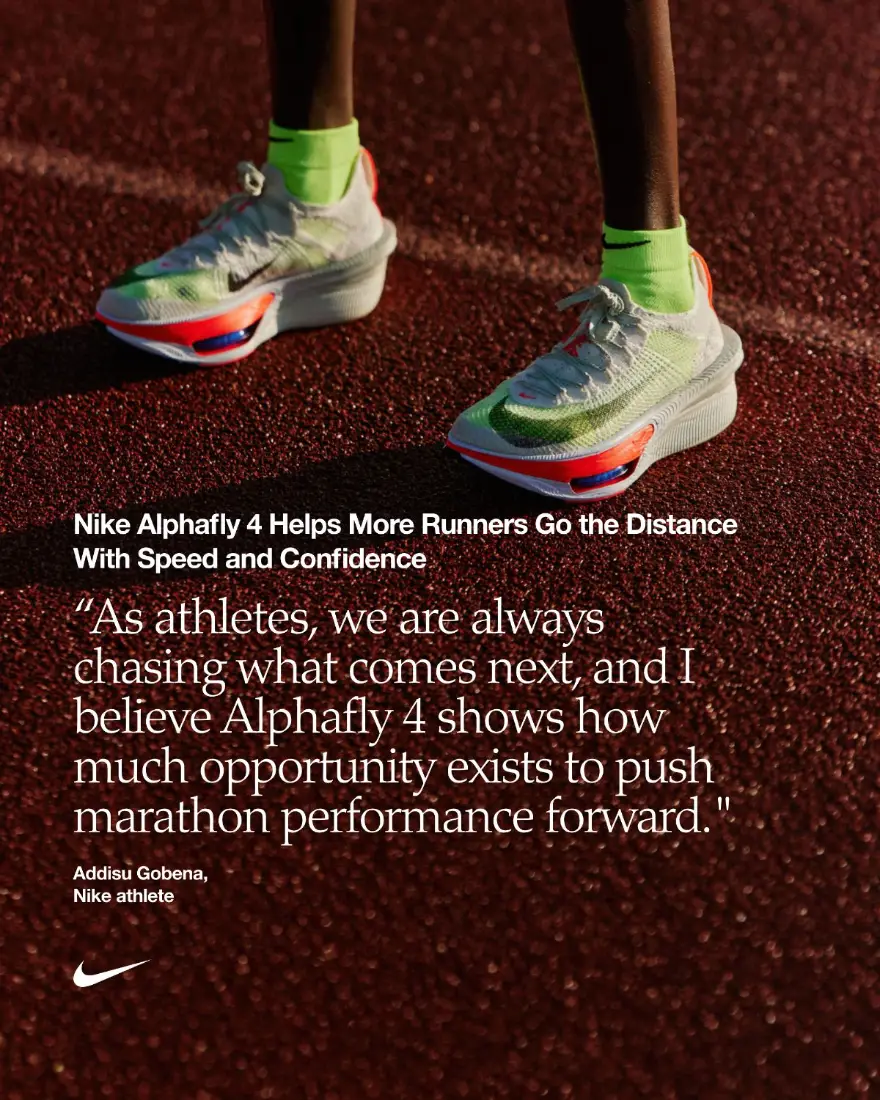 Nike Alphafly 4 Helps More Runners Go the Distance
With Speed and Confidence
“As athletes, we are always
chasing what comes next, and I
believe Alphafly 4 shows how
much opportunity exists to push
marathon performance forward."
Addisu Gobena,
Nike athlete